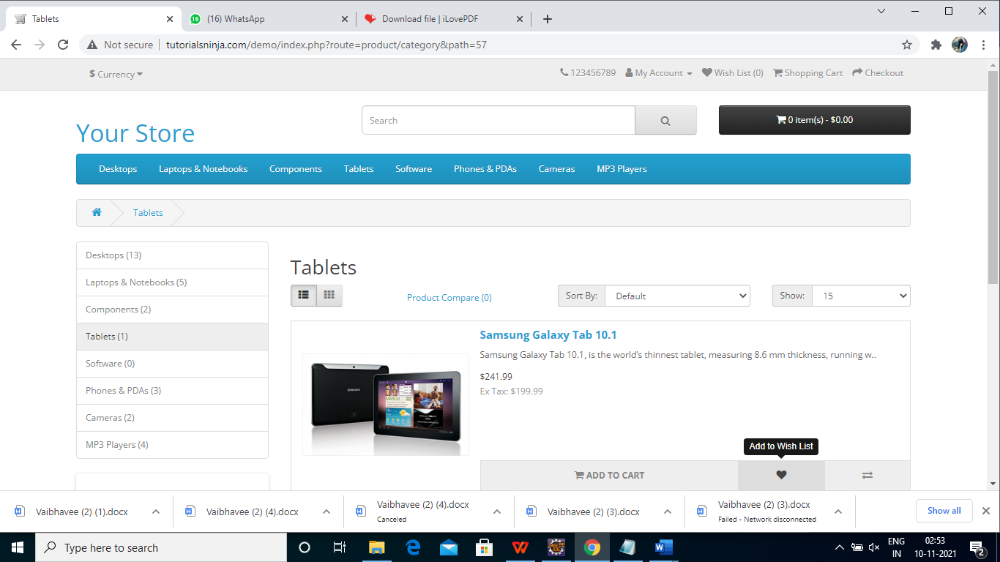 Tablets
(16) WhatsApp
Download file | iLovePDF
Not secure
tutorialsninja.com/demo/index.php?route=product/category&path=57
$ Currency
123456789
My Account
Wish List (0)
Shopping Cart
Checkout
Your Store
Search
0 item(s) - $0.00
Desktops
Laptops & Notebooks
Components
Tablets
Software
Phones & PDAs
Cameras
MP3 Players
Tablets
Desktops (13)
Laptops & Notebooks (5)
Components (2)
Tablets (1)
Software (0)
Phones & PDAs (3)
Cameras (2)
MP3 Players (4)
Tablets
Product Compare (0)
Sort By:
Default
Show:
15
Samsung Galaxy Tab 10.1
Samsung Galaxy Tab 10.1, is the world’s thinnest tablet, measuring 8.6 mm thickness, running w..
$241.99
Ex Tax: $199.99
SAMSUNG
MARCH 22
Add to Wish List
ADD TO CART
Vaibhavee (2) (1).docx
Vaibhavee (2) (4).docx
Vaibhavee (2) (4).docx
Canceled
Vaibhavee (2) (3).docx
Vaibhavee (2) (3).docx
Failed - Network disconnected
Show all
Type here to search
ENG
IN
02:53
10-11-2021
2